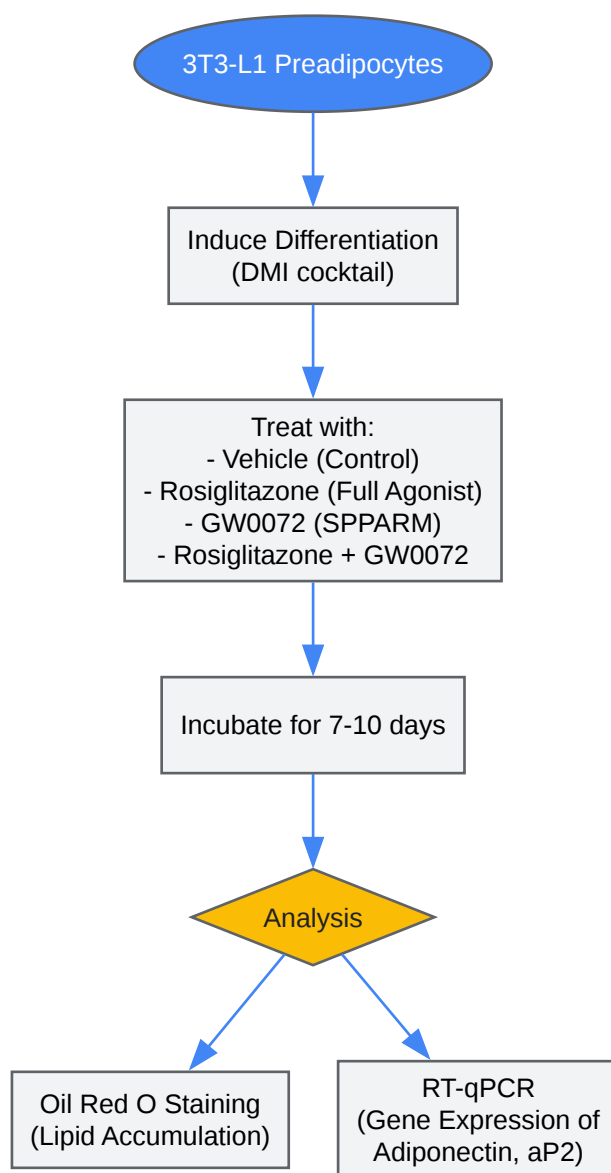 3T3-L1 Preadipocytes
Induce Differentiation
(DMI cocktail)
Treat with:
- Vehicle (Control)
- Rosiglitazone (Full Agonist)
- GW0072 (SPPARM)
- Rosiglitazone + GW0072
Incubate for 7-10 days
Analysis
Oil Red O Staining
(Lipid Accumulation)
RT-qPCR
(Gene Expression of
Adiponectin, aP2)